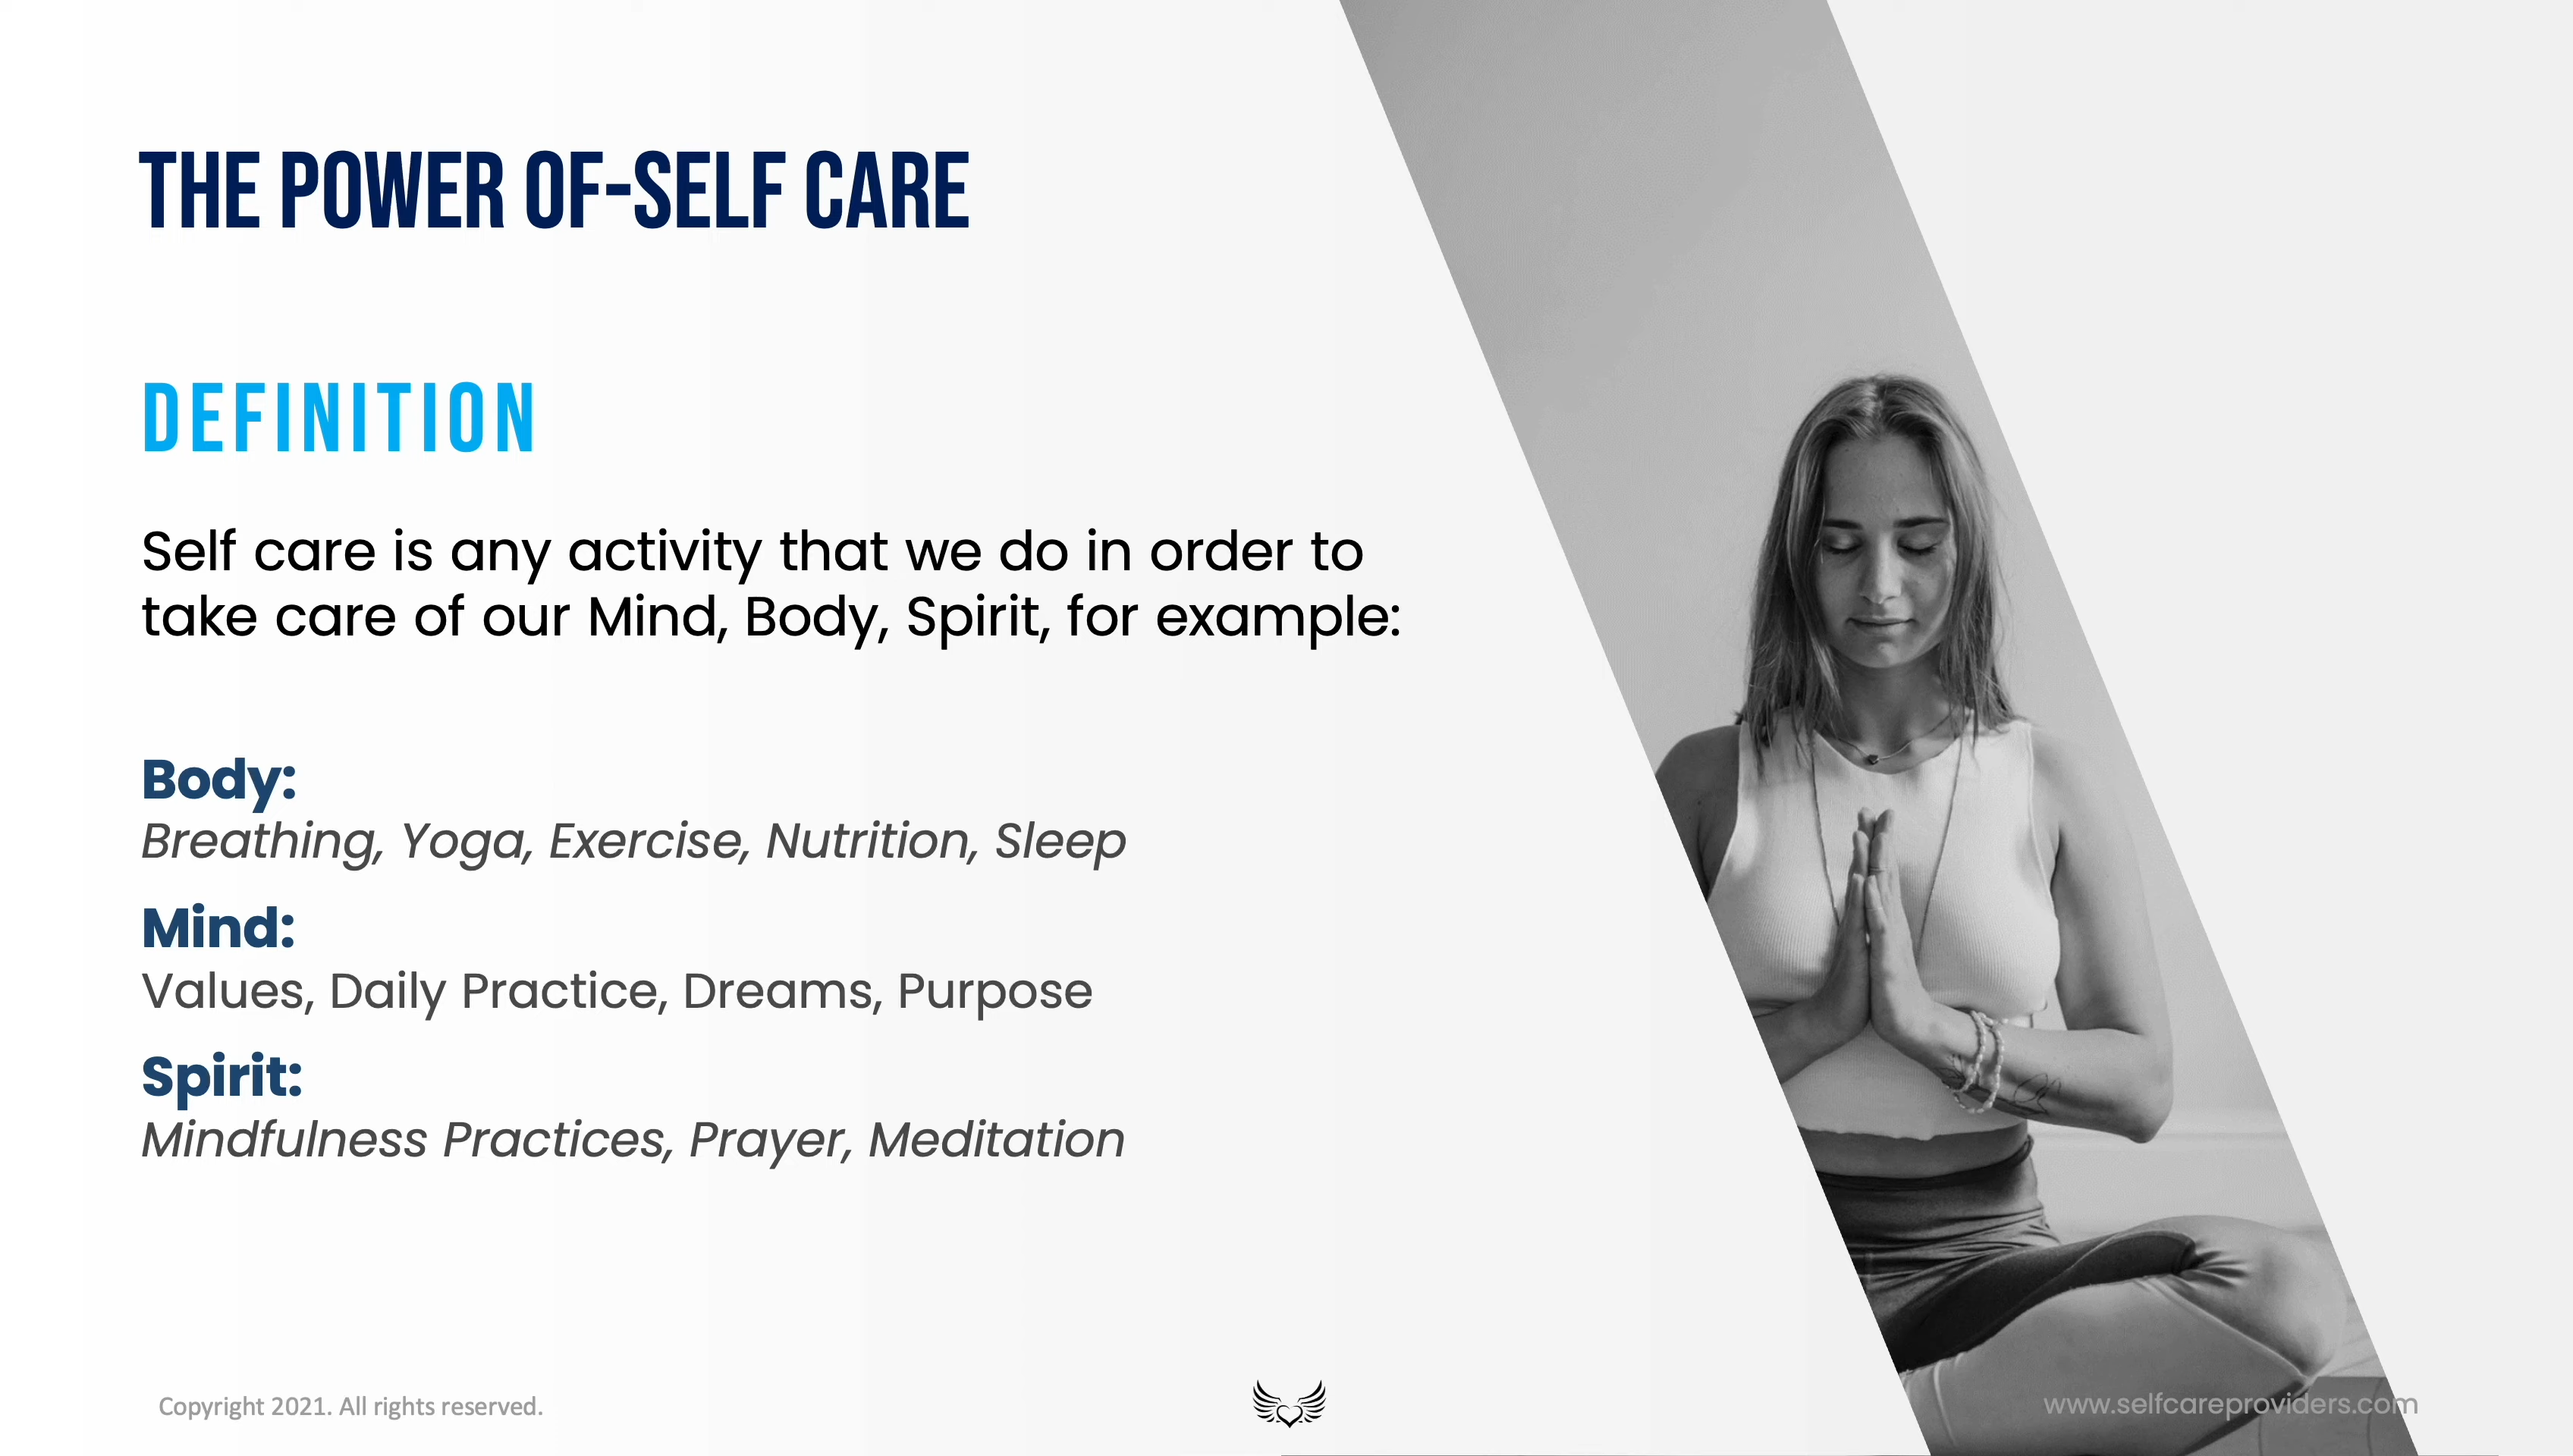 THE POWER OF-SELF CARE
DEFINITION
Self care is any activity that we do in order to
take care of our Mind, Body, Spirit, for example:
Body:
Breathing, Yoga, Exercise, Nutrition, Sleep
Mind:
Values, Daily Practice, Dreams, Purpose
Spirit:
Mindfulness Practices, Prayer, Meditation
Copyright 2021. All rights reserved.
www.selfcareproviders.com